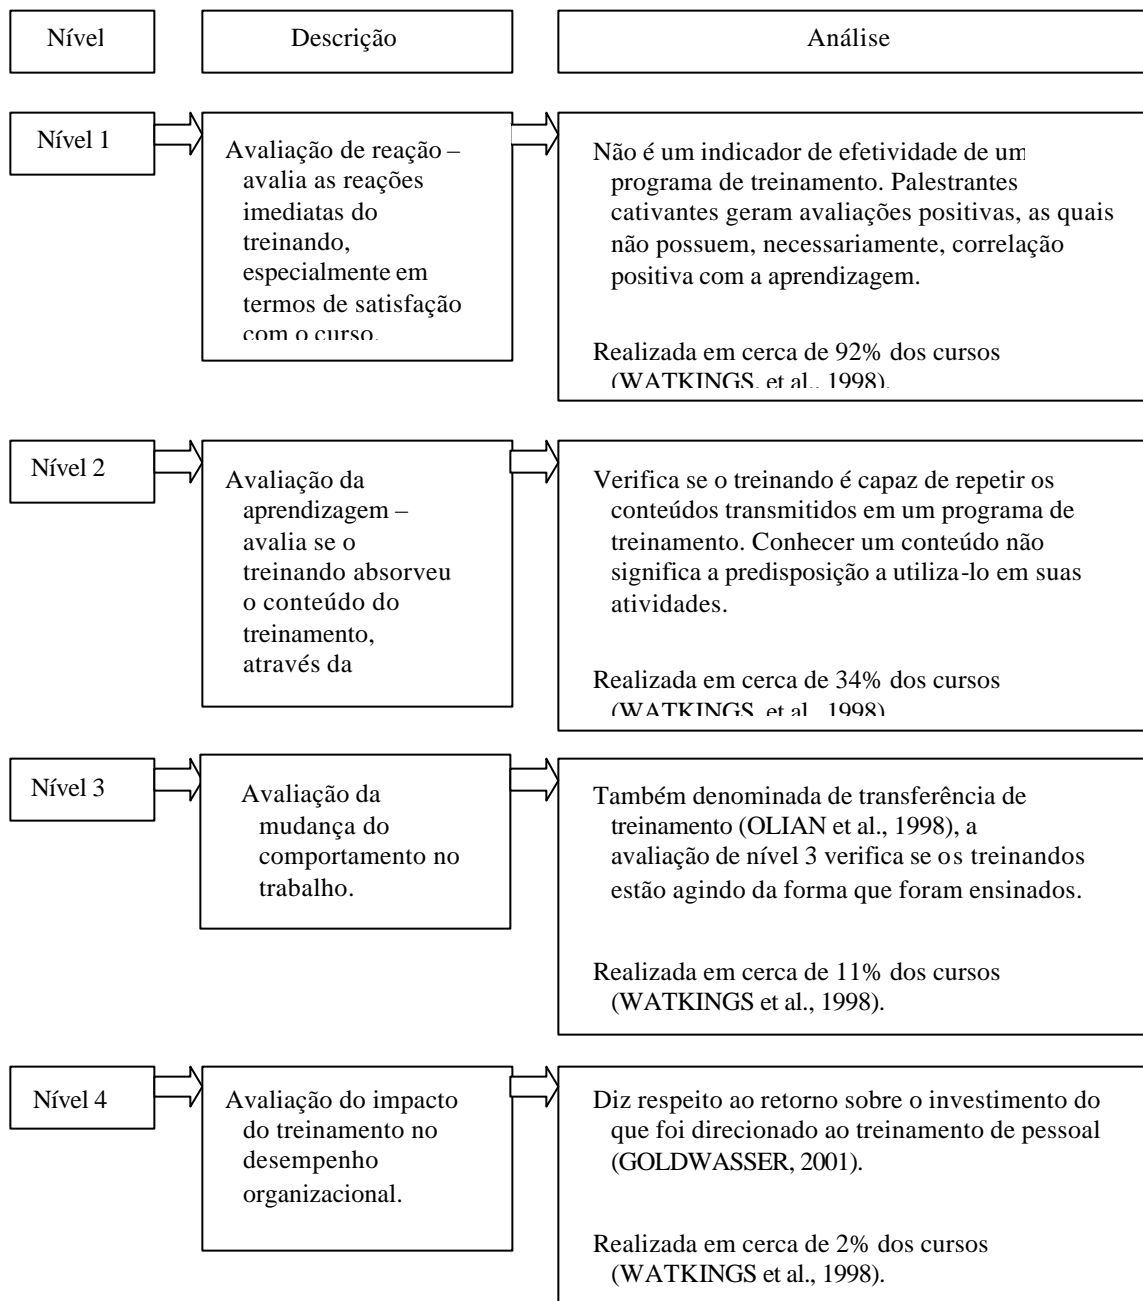 Nível
Descrição
Análise
Nível 1
Avaliação de reação –
avalia as reações
imediatas do
treinando,
especialmente em
termos de satisfação
com o curso.
Não é um indicador de efetividade de um
programa de treinamento. Palestrantes
cativantes geram avaliações positivas, as quais
não possuem, necessariamente, correlação
positiva com a aprendizagem.
Realizada em cerca de 92% dos cursos
(WATKINGS, et al., 1998).
Nível 2
Avaliação da
aprendizagem –
avalia se o
treinando absorveu
o conteúdo do
treinamento,
através da
Verifica se o treinando é capaz de repetir os
conteúdos transmitidos em um programa de
treinamento. Conhecer um conteúdo não
significa a predisposição a utiliza-lo em suas
atividades.
Realizada em cerca de 34% dos cursos
(WATKINGS, et al., 1998)
Nível 3
Avaliação da
mudança do
comportamento no
trabalho.
Também denominada de transferência de
treinamento (OLIAN et al., 1998), a
avaliação de nível 3 verifica se os treinandos
estão agindo da forma que foram ensinados.
Realizada em cerca de 11% dos cursos
(WATKINGS et al., 1998).
Nível 4
Avaliação do impacto
do treinamento no
desempenho
organizacional.
Diz respeito ao retorno sobre o investimento do
que foi direcionado ao treinamento de pessoal
(GOLDWASSER, 2001).
Realizada em cerca de 2% dos cursos
(WATKINGS et al., 1998).